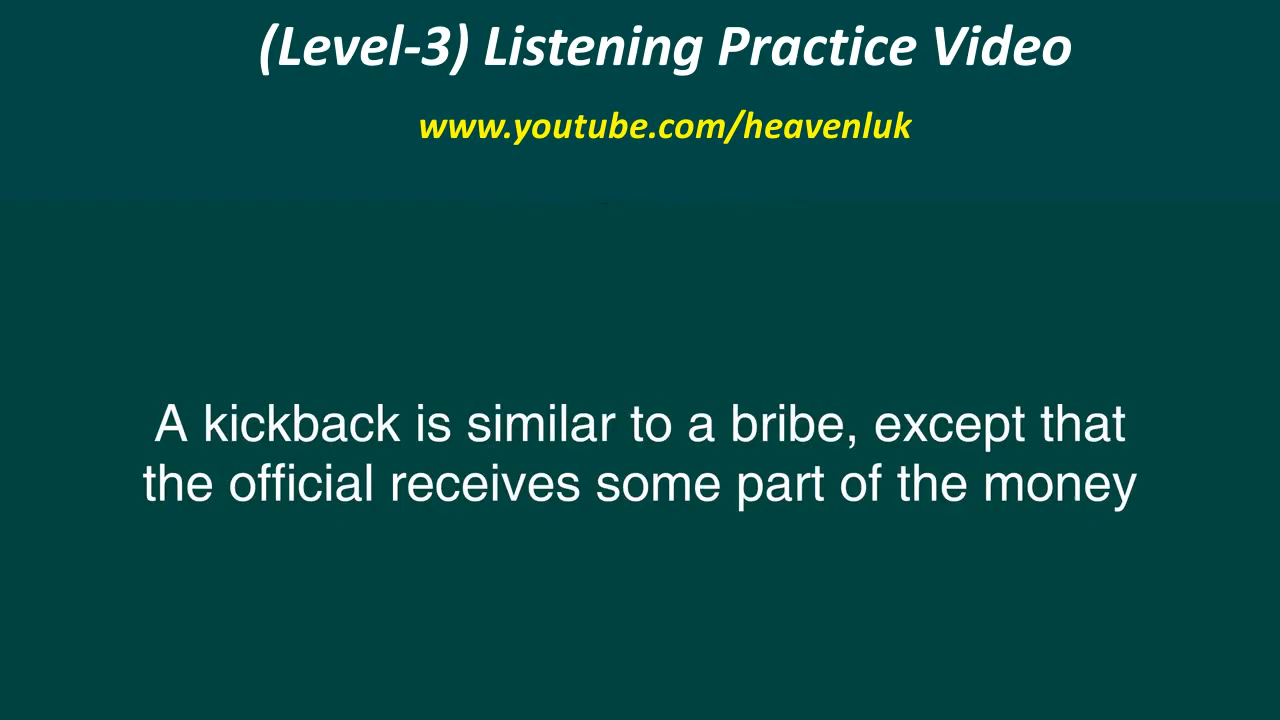 (Level-3) Listening Practice Video
www.youtube.com/heavenluk
A kickback is similar to a bribe, except that
the official receives some part of the money